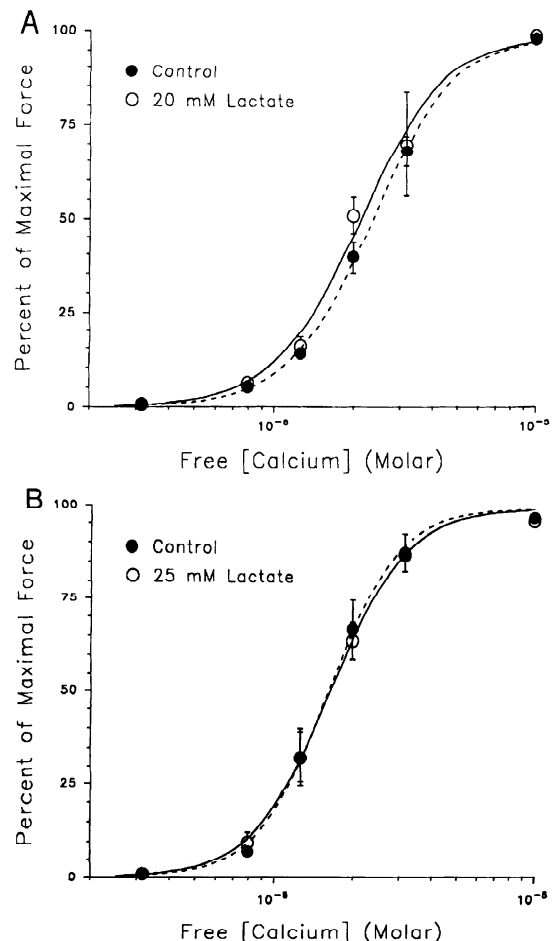 A
100
75
50
25
0
Percent of Maximal Force
● Control
○ 20 mM Lactate
10⁻⁶
10⁻⁵
Free [Calcium] (Molar)
B
100
75
50
25
0
Percent of Maximal Force
● Control
○ 25 mM Lactate
10⁻⁶
10⁻⁵
Free [Calcium] (Molar)